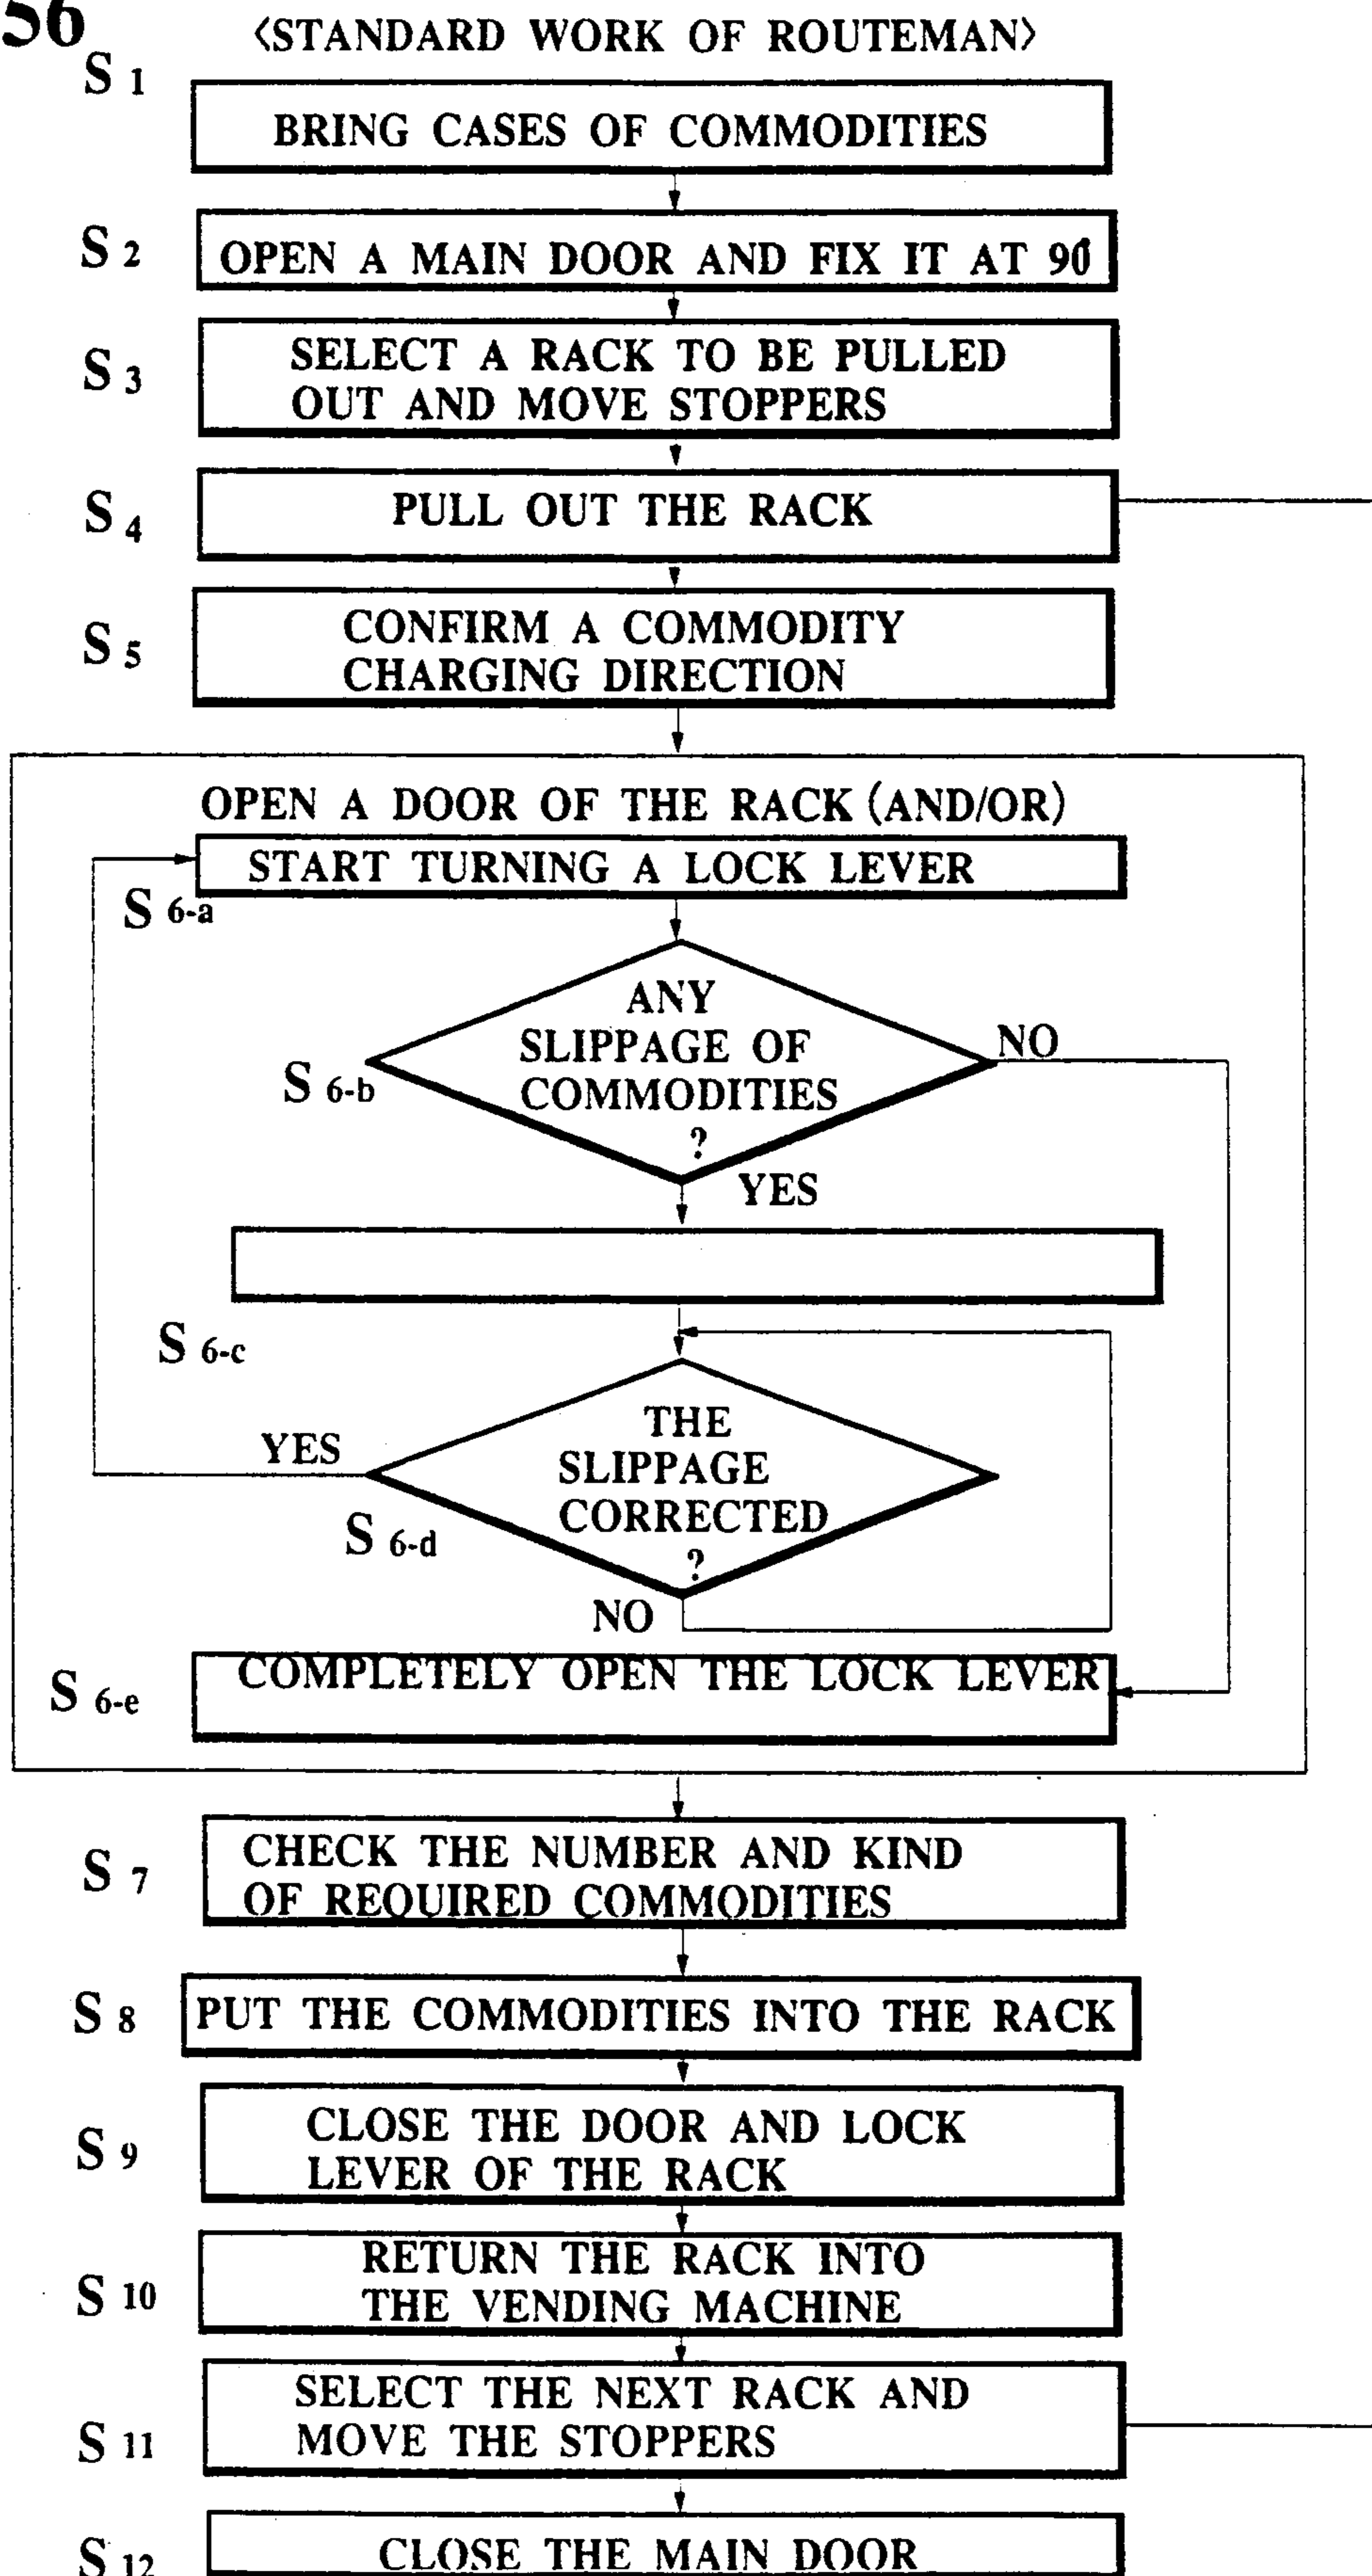 56
<STANDARD WORK OF ROUTEMAN>
S 1
BRING CASES OF COMMODITIES
S 2
OPEN A MAIN DOOR AND FIX IT AT 90°
S 3
SELECT A RACK TO BE PULLED
OUT AND MOVE STOPPERS
S 4
PULL OUT THE RACK
S 5
CONFIRM A COMMODITY
CHARGING DIRECTION
OPEN A DOOR OF THE RACK (AND/OR)
START TURNING A LOCK LEVER
S 6-a
ANY
SLIPPAGE OF
COMMODITIES
?
NO
S 6-b
YES
S 6-c
THE
SLIPPAGE
CORRECTED
?
YES
S 6-d
NO
COMPLETELY OPEN THE LOCK LEVER
S 6-e
S 7
CHECK THE NUMBER AND KIND
OF REQUIRED COMMODITIES
S 8
PUT THE COMMODITIES INTO THE RACK
S 9
CLOSE THE DOOR AND LOCK
LEVER OF THE RACK
S 10
RETURN THE RACK INTO
THE VENDING MACHINE
S 11
SELECT THE NEXT RACK AND
MOVE THE STOPPERS
S 12
CLOSE THE MAIN DOOR